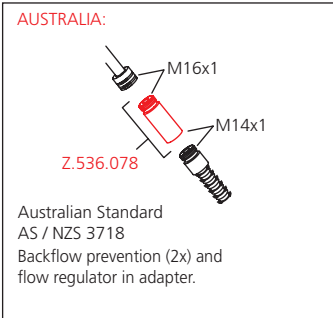 AUSTRALIA:
M16x1
M14x1
Z.536.078
Australian Standard
AS / NZS 3718
Backflow prevention (2x) and
flow regulator in adapter.